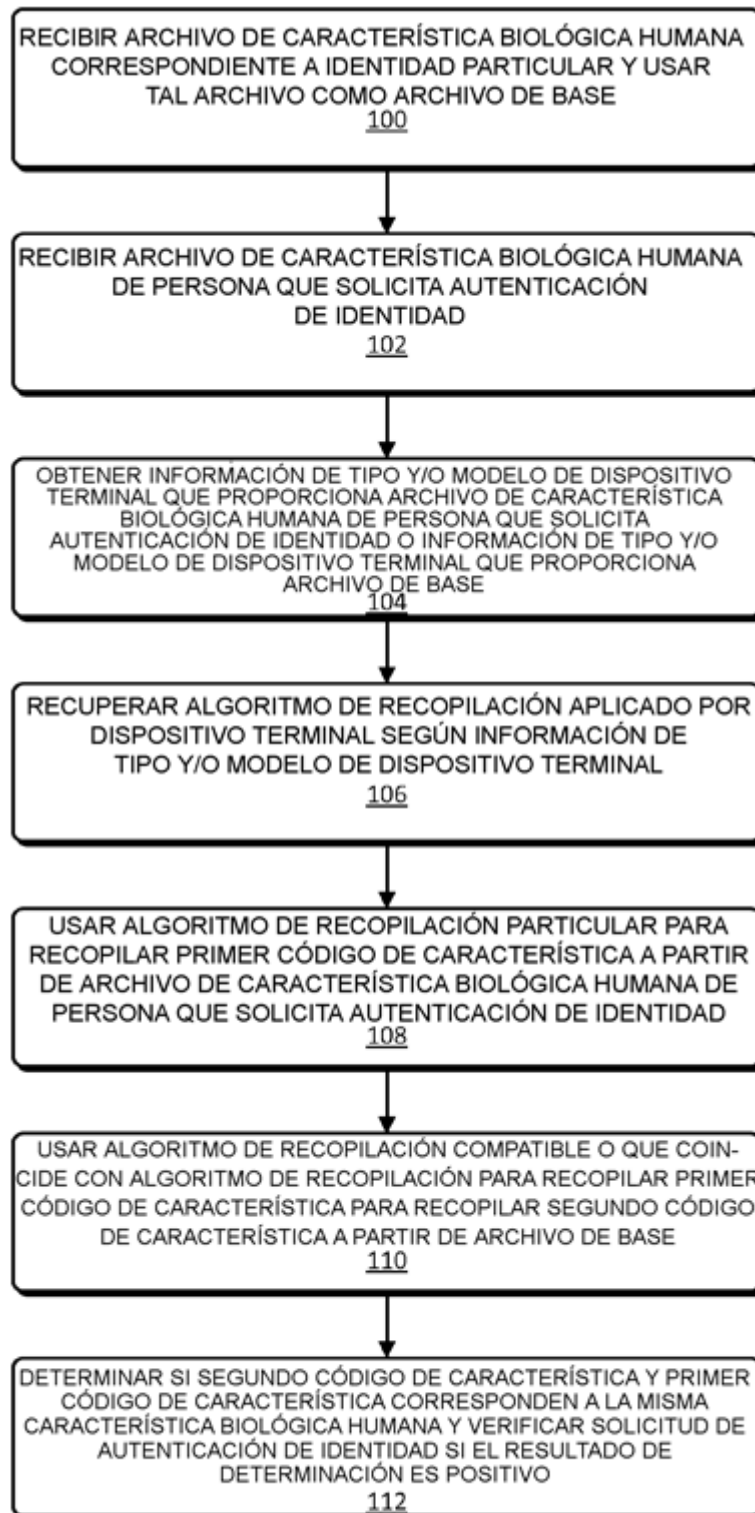 RECIBIR ARCHIVO DE CARACTERÍSTICA BIOLÓGICA HUMANA
CORRESPONDIENTE A IDENTIDAD PARTICULAR Y USAR
TAL ARCHIVO COMO ARCHIVO DE BASE
100
RECIBIR ARCHIVO DE CARACTERÍSTICA BIOLÓGICA HUMANA
DE PERSONA QUE SOLICITA AUTENTICACIÓN
DE IDENTIDAD
102
OBTENER INFORMACIÓN DE TIPO Y/O MODELO DE DISPOSITIVO
TERMINAL QUE PROPORCIONA ARCHIVO DE CARACTERÍSTICA
BIOLÓGICA HUMANA DE PERSONA QUE SOLICITA
AUTENTICACIÓN DE IDENTIDAD O INFORMACIÓN DE TIPO Y/O
MODELO DE DISPOSITIVO TERMINAL QUE PROPORCIONA
ARCHIVO DE BASE
104
RECUPERAR ALGORITMO DE RECOPILACIÓN APLICADO POR
DISPOSITIVO TERMINAL SEGÚN INFORMACIÓN DE
TIPO Y/O MODELO DE DISPOSITIVO TERMINAL
106
USAR ALGORITMO DE RECOPILACIÓN PARTICULAR PARA
RECOPILAR PRIMER CÓDIGO DE CARACTERÍSTICA A PARTIR
DE ARCHIVO DE CARACTERÍSTICA BIOLÓGICA HUMANA DE
PERSONA QUE SOLICITA AUTENTICACIÓN DE IDENTIDAD
108
USAR ALGORITMO DE RECOPILACIÓN COMPATIBLE O QUE COIN-
CIDE CON ALGORITMO DE RECOPILACIÓN PARA RECOPILAR PRIMER
CÓDIGO DE CARACTERÍSTICA PARA RECOPILAR SEGUNDO CÓDIGO
DE CARACTERÍSTICA A PARTIR DE ARCHIVO DE BASE
110
DETERMINAR SI SEGUNDO CÓDIGO DE CARACTERÍSTICA Y PRIMER
CÓDIGO DE CARACTERÍSTICA CORRESPONDEN A LA MISMA
CARACTERÍSTICA BIOLÓGICA HUMANA Y VERIFICAR SOLICITUD DE
AUTENTICACIÓN DE IDENTIDAD SI EL RESULTADO DE
DETERMINACIÓN ES POSITIVO
112